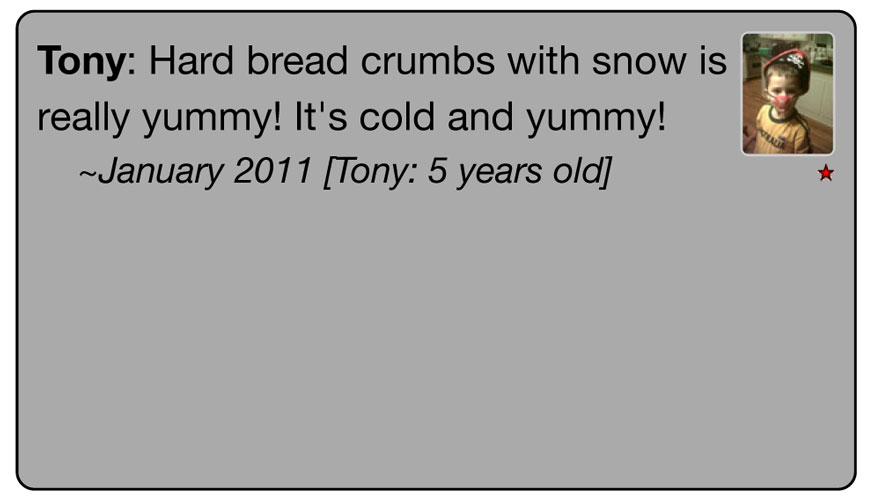 Tony: Hard bread crumbs with snow is
really yummy! It's cold and yummy!
~January 2011 [Tony: 5 years old]